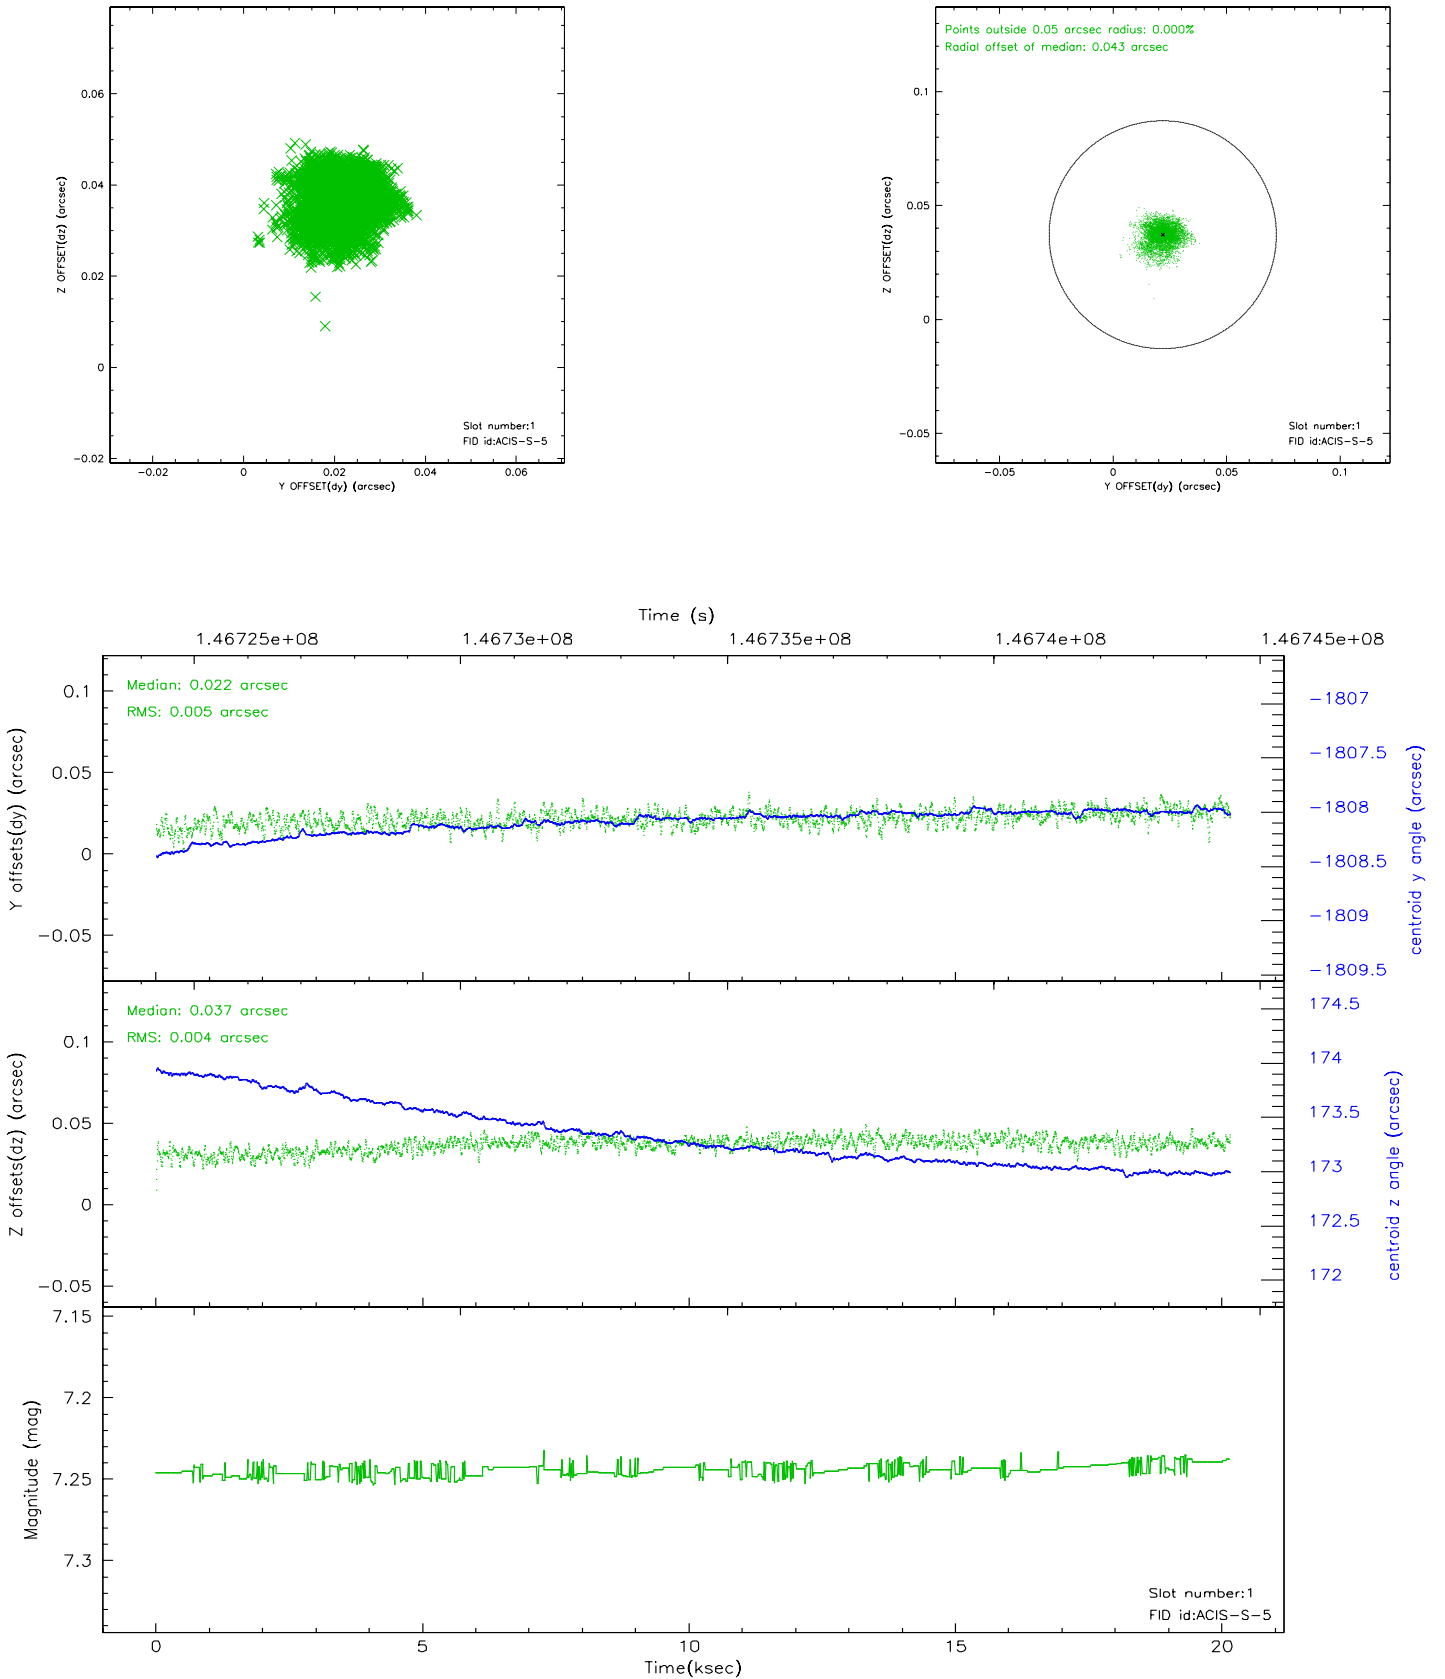 0.06
0.04
0.02
0
−0.02
Z OFFSET(dz) (arcsec)
Slot number:1
FID id:ACIS−S−5
−0.02 0 0.02 0.04 0.06
Y OFFSET(dy) (arcsec)
Points outside 0.05 arcsec radius: 0.000%
Radial offset of median: 0.043 arcsec
0.1
0.05
0
−0.05
Z OFFSET(dz) (arcsec)
Slot number:1
FID id:ACIS−S−5
−0.05 0 0.05 0.1
Y OFFSET(dy) (arcsec)
Time (s)
1.46725e+08 1.4673e+08 1.46735e+08 1.4674e+08 1.46745e+08
Median: 0.022 arcsec
RMS: 0.005 arcsec
0.1
0.05
0
−0.05
Y offsets(dy) (arcsec)
−1807
−1807.5
−1808
−1808.5
−1809
−1809.5
centroid y angle (arcsec)
Median: 0.037 arcsec
RMS: 0.004 arcsec
0.1
0.05
0
−0.05
Z offsets(dz) (arcsec)
174.5
174
173.5
173
172.5
172
centroid z angle (arcsec)
7.15
7.2
7.25
7.3
Magnitude (mag)
Slot number:1
FID id:ACIS−S−5
0 5 10 15 20
Time(ksec)